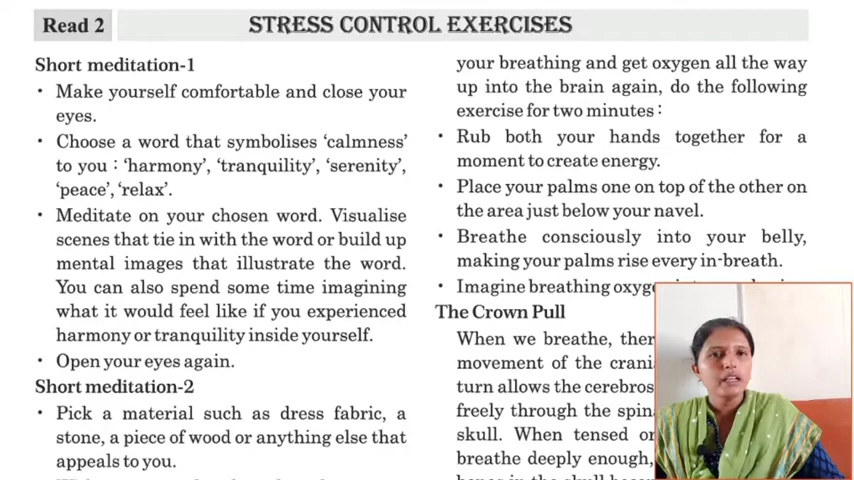 Read 2
STRESS CONTROL EXERCISES
Short meditation-1
• Make yourself comfortable and close your
eyes.
• Choose a word that symbolises ‘calmness’
to you : ‘harmony’, ‘tranquility’, ‘serenity’,
‘peace’, ‘relax’.
• Meditate on your chosen word. Visualise
scenes that tie in with the word or build up
mental images that illustrate the word.
You can also spend some time imagining
what it would feel like if you experienced
harmony or tranquility inside yourself.
• Open your eyes again.
Short meditation-2
• Pick a material such as dress fabric, a
stone, a piece of wood or anything else that
appeals to you.
your breathing and get oxygen all the way
up into the brain again, do the following
exercise for two minutes :
• Rub both your hands together for a
moment to create energy.
• Place your palms one on top of the other on
the area just below your navel.
• Breathe consciously into your belly,
making your palms rise every in-breath.
• Imagine breathing
The Crown Pull
When we breathe,
movement of the
turn allows the
freely through the
skull. When tensed or
breathe deeply enough,
bones in the skull